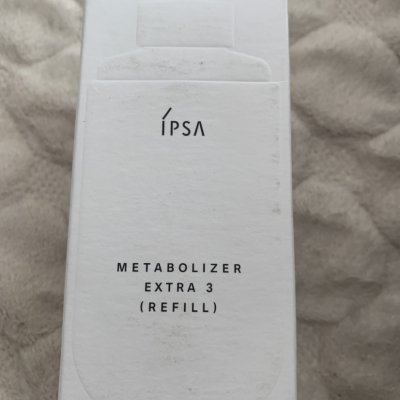 ÍPSA
METABOLIZER
EXTRA 3
(REFILL)